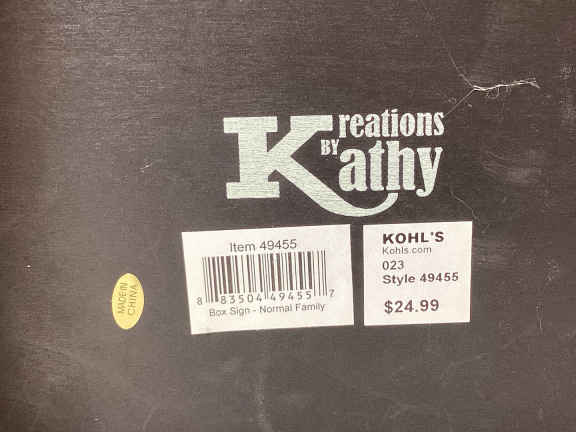 Kreations
BY Kathy
Item 49455
8 83504 49455 7
Box Sign - Normal Family
KOHL'S
Kohls.com
023
Style 49455
$24.99
MADE IN
CHINA